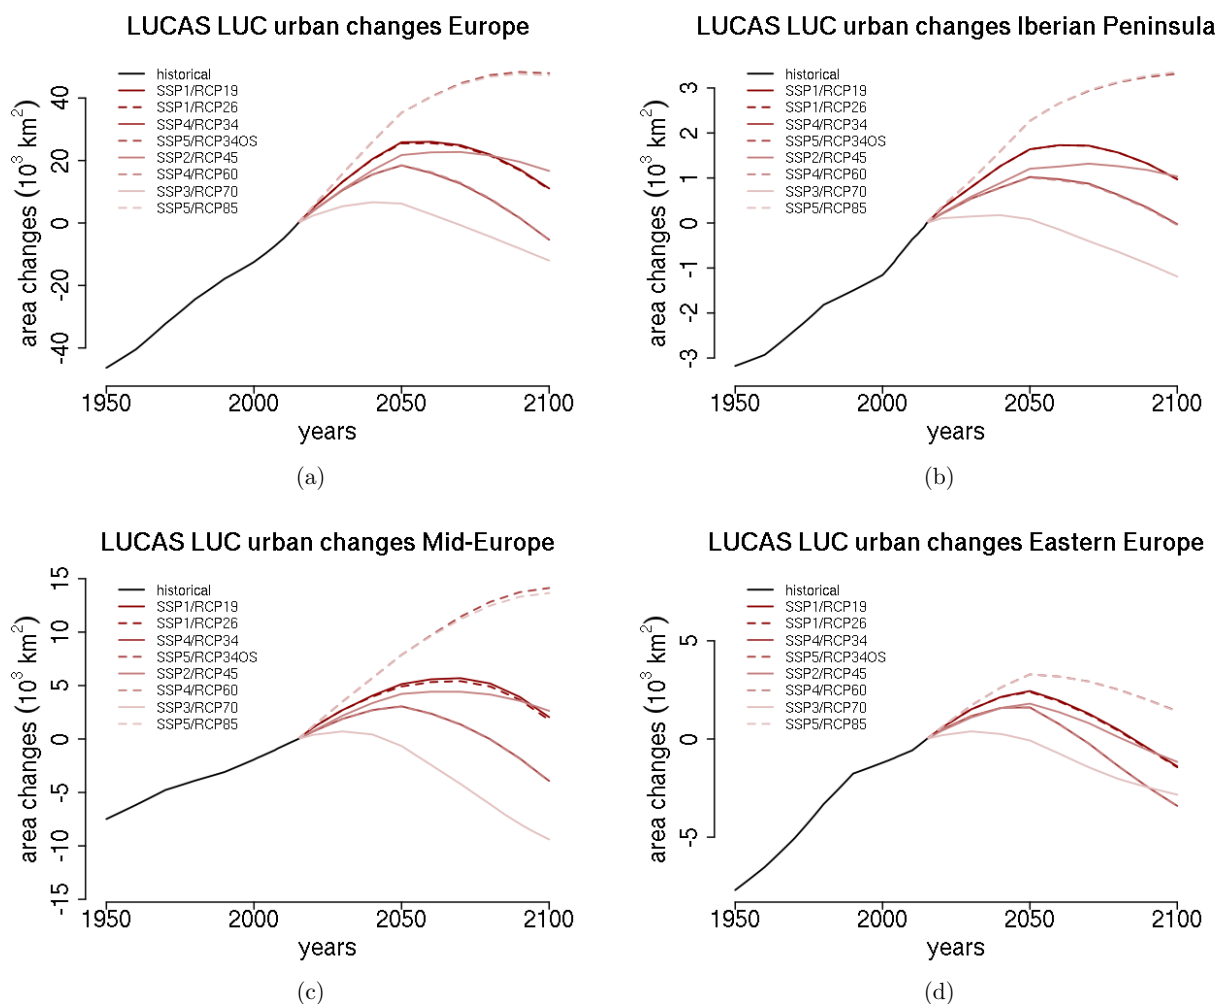 LUCAS LUC urban changes Europe
historical
SSP1/RCP19
SSP1/RCP26
SSP4/RCP34
SSP5/RCP34OS
SSP2/RCP45
SSP4/RCP60
SSP3/RCP70
SSP5/RCP85
area changes (10³ km²)
40
20
0
-20
-40
1950
2000
2050
2100
years
(a)
LUCAS LUC urban changes Iberian Peninsula
historical
SSP1/RCP19
SSP1/RCP26
SSP4/RCP34
SSP5/RCP34OS
SSP2/RCP45
SSP4/RCP60
SSP3/RCP70
SSP5/RCP85
area changes (10³ km²)
3
2
1
0
-1
-2
-3
1950
2000
2050
2100
years
(b)
LUCAS LUC urban changes Mid-Europe
historical
SSP1/RCP19
SSP1/RCP26
SSP4/RCP34
SSP5/RCP34OS
SSP2/RCP45
SSP4/RCP60
SSP3/RCP70
SSP5/RCP85
area changes (10³ km²)
15
10
5
0
-5
-10
-15
1950
2000
2050
2100
years
(c)
LUCAS LUC urban changes Eastern Europe
historical
SSP1/RCP19
SSP1/RCP26
SSP4/RCP34
SSP5/RCP34OS
SSP2/RCP45
SSP4/RCP60
SSP3/RCP70
SSP5/RCP85
area changes (10³ km²)
5
0
-5
1950
2000
2050
2100
years
(d)